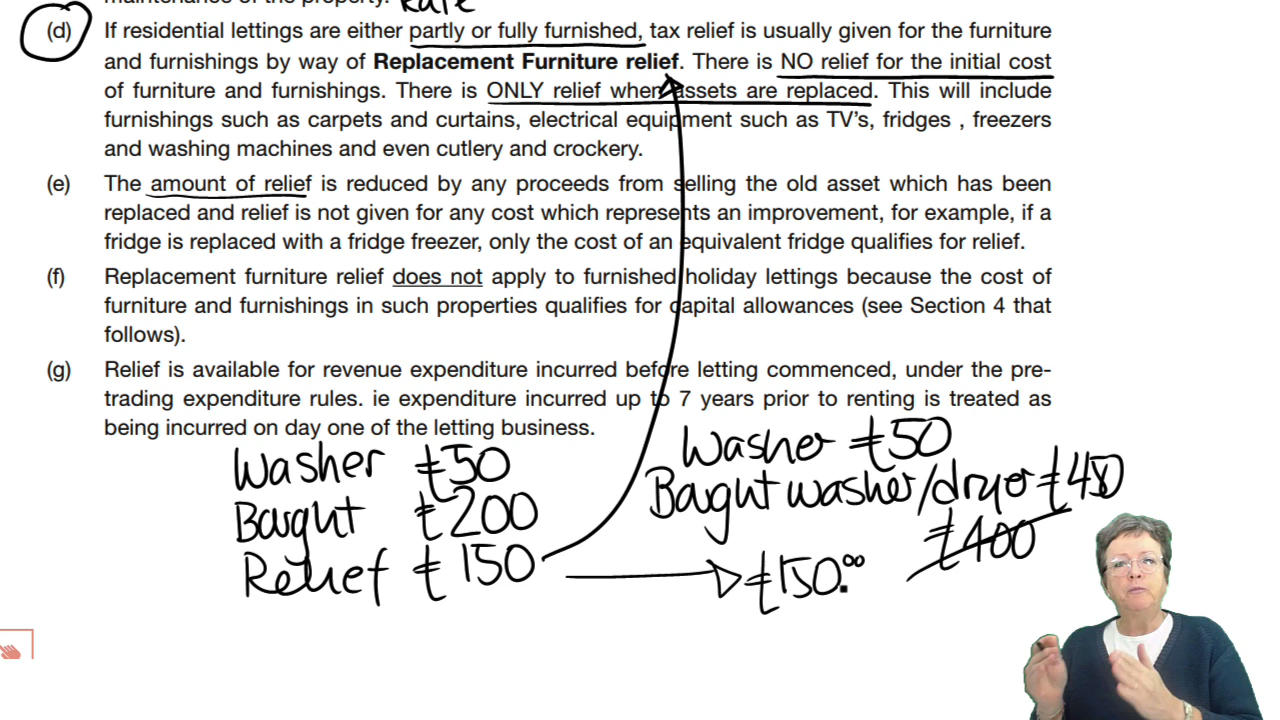 maintenance of the property. Rate
(d) If residential lettings are either partly or fully furnished, tax relief is usually given for the furniture
and furnishings by way of Replacement Furniture relief. There is NO relief for the initial cost
of furniture and furnishings. There is ONLY relief when assets are replaced. This will include
furnishings such as carpets and curtains, electrical equipment such as TV's, fridges , freezers
and washing machines and even cutlery and crockery.
(e) The amount of relief is reduced by any proceeds from selling the old asset which has been
replaced and relief is not given for any cost which represents an improvement, for example, if a
fridge is replaced with a fridge freezer, only the cost of an equivalent fridge qualifies for relief.
(f) Replacement furniture relief does not apply to furnished holiday lettings because the cost of
furniture and furnishings in such properties qualifies for capital allowances (see Section 4 that
follows).
(g) Relief is available for revenue expenditure incurred before letting commenced, under the pre-
trading expenditure rules. ie expenditure incurred up to 7 years prior to renting is treated as
being incurred on day one of the letting business.
Washer £50
Bought £200
Relief £150
Washer £50
Bought washer/dryer £450
£400
£150.00